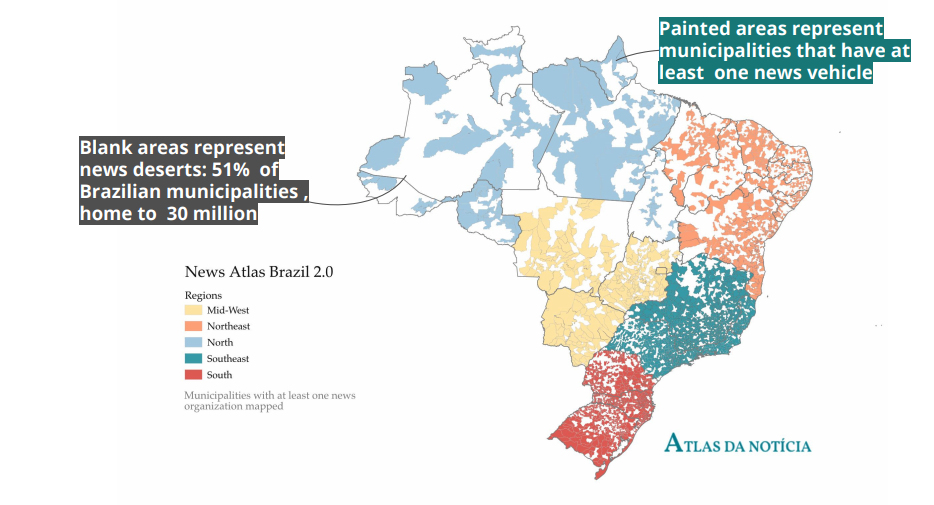 Painted areas represent
municipalities that have at
least one news vehicle
Blank areas represent
news deserts: 51% of
Brazilian municipalities ,
home to 30 million
News Atlas Brazil 2.0
Regions
Mid-West
Northeast
North
Southeast
South
Municipalities with at least one news
organization mapped
ATLAS DA NOTÍCIA